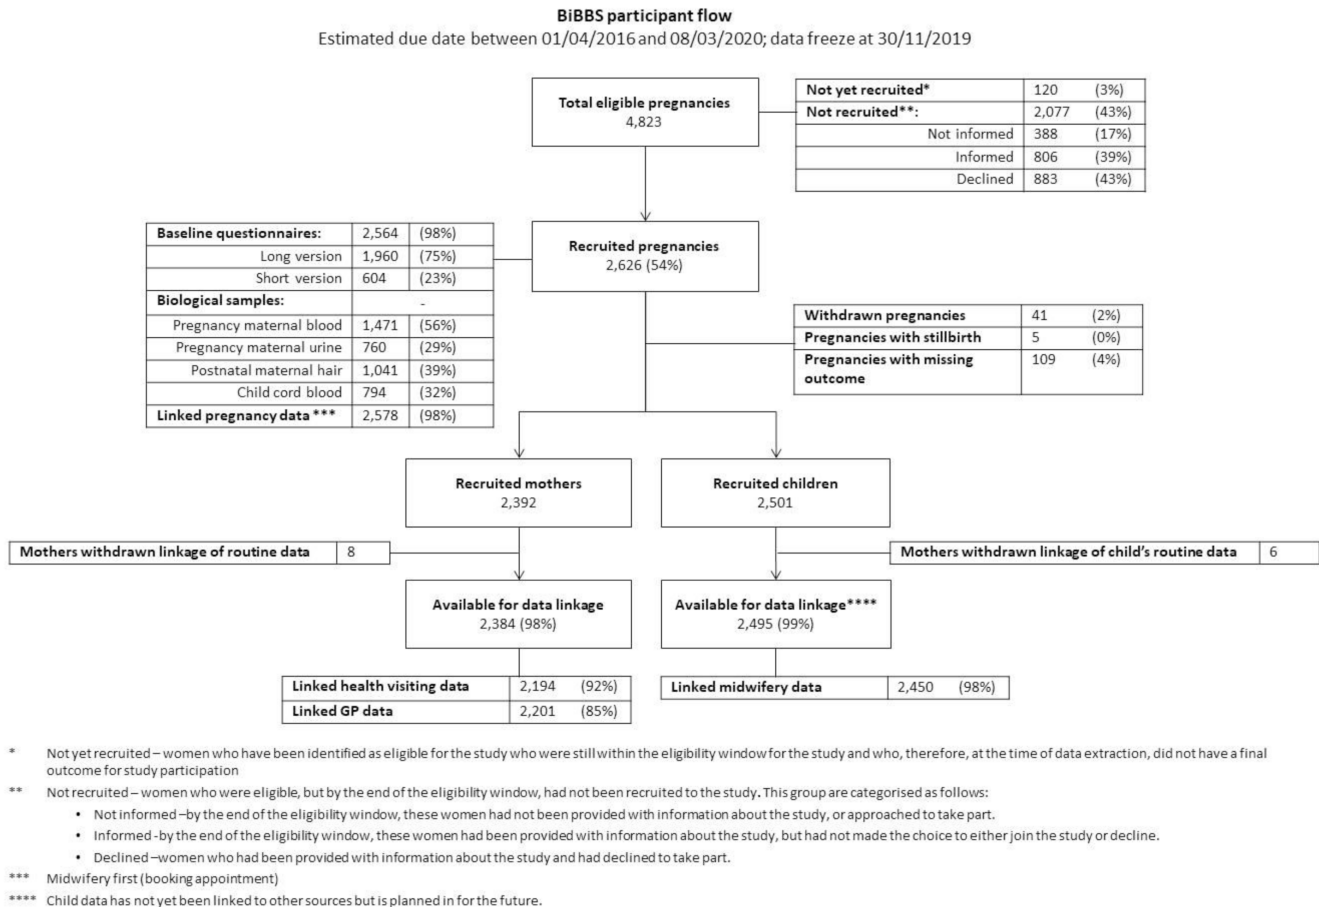 BiBBS participant flow
Estimated due date between 01/04/2016 and 08/03/2020; data freeze at 30/11/2019
Total eligible pregnancies
4,823
Not yet recruited* 120 (3%)
Not recruited**: 2,077 (43%)
Not informed 388 (17%)
Informed 806 (39%)
Declined 883 (43%)
Baseline questionnaires: 2,564 (98%)
Long version 1,960 (75%)
Short version 604 (23%)
Biological samples: -
Pregnancy maternal blood 1,471 (56%)
Pregnancy maternal urine 760 (29%)
Postnatal maternal hair 1,041 (39%)
Child cord blood 794 (32%)
Linked pregnancy data *** 2,578 (98%)
Recruited pregnancies
2,626 (54%)
Withdrawn pregnancies 41 (2%)
Pregnancies with stillbirth 5 (0%)
Pregnancies with missing 109 (4%)
outcome
Recruited mothers
2,392
Recruited children
2,501
Mothers withdrawn linkage of routine data 8
Mothers withdrawn linkage of child's routine data 6
Available for data linkage
2,384 (98%)
Available for data linkage****
2,495 (99%)
Linked health visiting data 2,194 (92%)
Linked GP data 2,201 (85%)
Linked midwifery data 2,450 (98%)
* Not yet recruited – women who have been identified as eligible for the study who were still within the eligibility window for the study and who, therefore, at the time of data extraction, did not have a final
outcome for study participation
** Not recruited – women who were eligible, but by the end of the eligibility window, had not been recruited to the study. This group are categorised as follows:
• Not informed –by the end of the eligibility window, these women had not been provided with information about the study, or approached to take part.
• Informed -by the end of the eligibility window, these women had been provided with information about the study, but had not made the choice to either join the study or decline.
• Declined –women who had been provided with information about the study and had declined to take part.
*** Midwifery first (booking appointment)
**** Child data has not yet been linked to other sources but is planned in for the future.